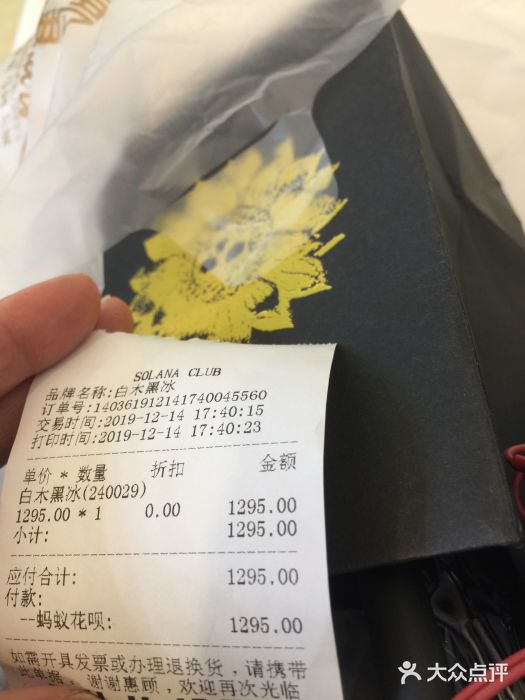 SOLANA CLUB
品牌名称:白木黑冰
订单号:140361912141740045560
交易时间:2019-12-14 17:40:15
打印时间:2019-12-14 17:40:23
单价 * 数量 折扣 金额
白木黑冰(240029)
1295.00 * 1 0.00 1295.00
小计: 1295.00
应付合计: 1295.00
付款:
--蚂蚁花呗: 1295.00
如需开具发票或办理退换货,请携带
此单据, 谢谢惠顾,欢迎再次光临
大众点评